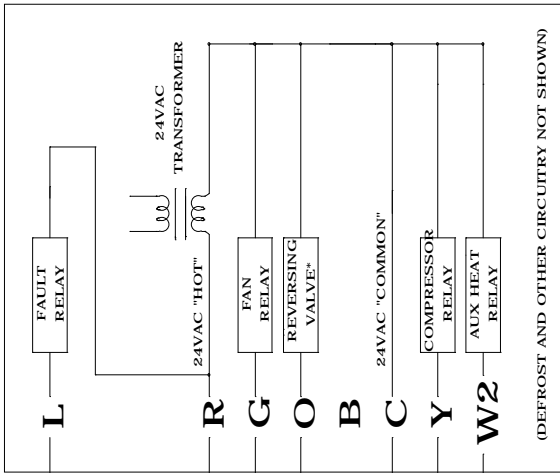 24VAC
TRANSFORMER
FAULT
RELAY
24VAC "HOT"
FAN
RELAY
REVERSING
VALVE*
24VAC "COMMON"
COMPRESSOR
RELAY
AUX HEAT
RELAY
L
R
G
O
B
C
Y
W2
(DEFROST AND OTHER CIRCUITRY NOT SHOWN)